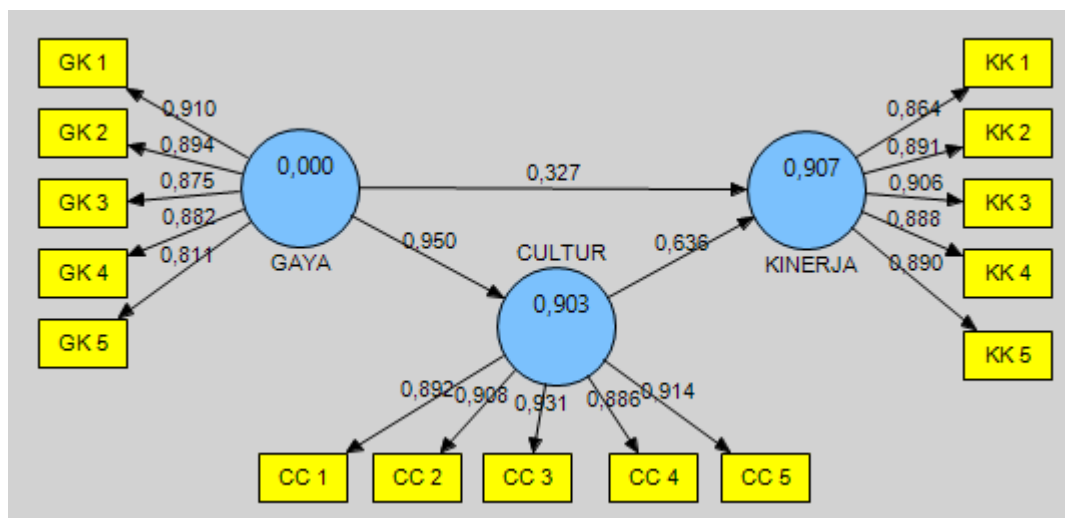 GK 1
GK 2
GK 3
GK 4
GK 5
0,910
0,894
0,875
0,882
0,811
0,000
GAYA
0,327
0,950
0,636
CULTUR
0,903
0,907
KINERJA
0,864
0,891
0,906
0,888
0,890
KK 1
KK 2
KK 3
KK 4
KK 5
0,892
0,908
0,931
0,886
0,914
CC 1
CC 2
CC 3
CC 4
CC 5